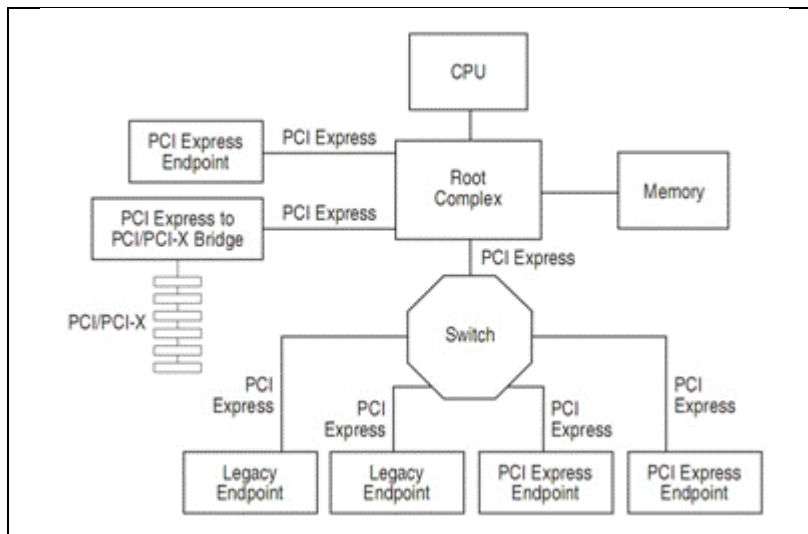 CPU
PCI Express
Endpoint
PCI Express
Root
Complex
Memory
PCI Express to
PCI/PCI-X Bridge
PCI Express
PCI Express
PCI/PCI-X
Switch
PCI
Express
PCI
Express
PCI
Express
PCI
Express
Legacy
Endpoint
Legacy
Endpoint
PCI Express
Endpoint
PCI Express
Endpoint